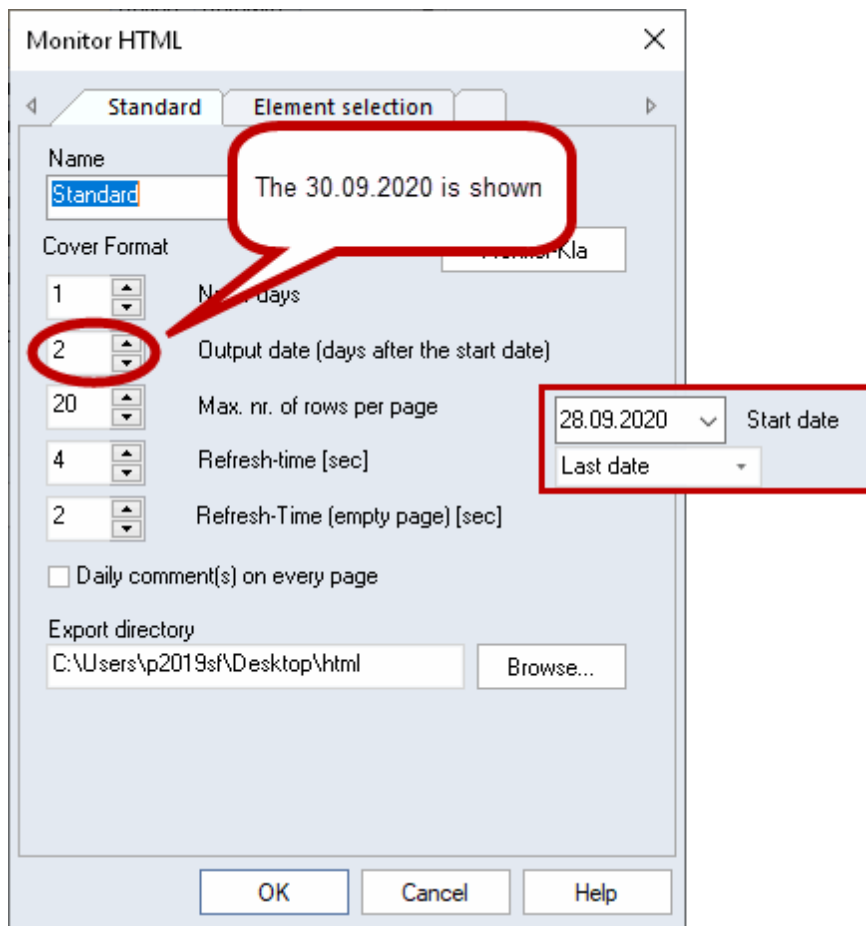 Monitor HTML
Standard
Element selection
Name
Standard
The 30.09.2020 is shown
Cover Format
1
days
2
Output date (days after the start date)
20
Max. nr. of rows per page
28.09.2020
Start date
Last date
4
Refresh-time [sec]
2
Refresh-Time (empty page) [sec]
Daily comment(s) on every page
Export directory
C:\Users\p2019sf\Desktop\html
Browse...
OK
Cancel
Help